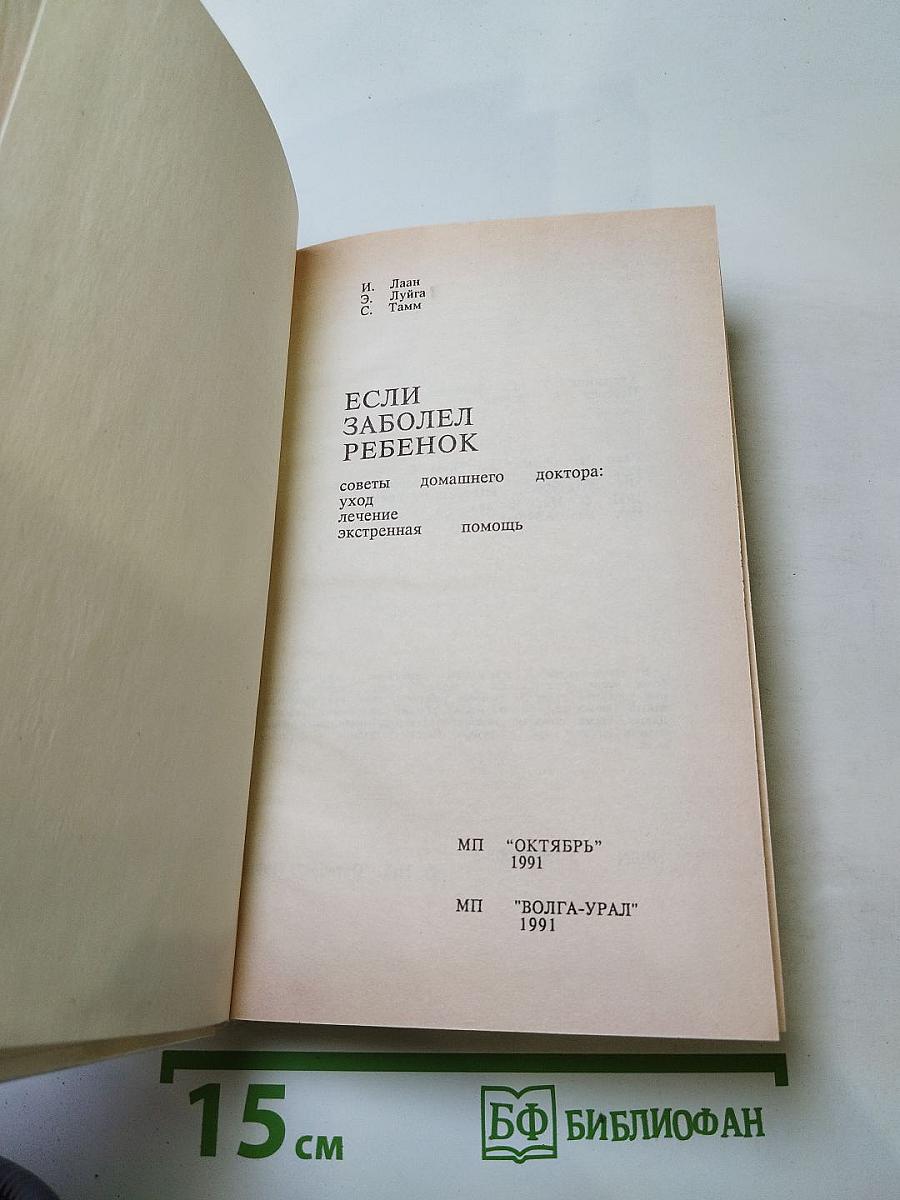 И. Лаан
Э. Луйга
С. Тамм
ЕСЛИ
ЗАБОЛЕЛ
РЕБЕНОК
советы домашнего доктора:
уход
лечение
экстренная помощь
МП "ОКТЯБРЬ"
1991
МП "ВОЛГА-УРАЛ"
1991
15 см
БФ БИБЛИОФАН